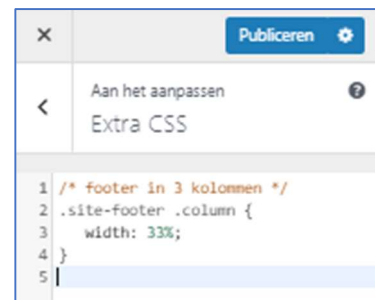 Publiceren
Aan het aanpassen
Extra CSS
1 /* footer in 3 kolommen */
2 .site-footer .column {
3 width: 33%;
4 }
5